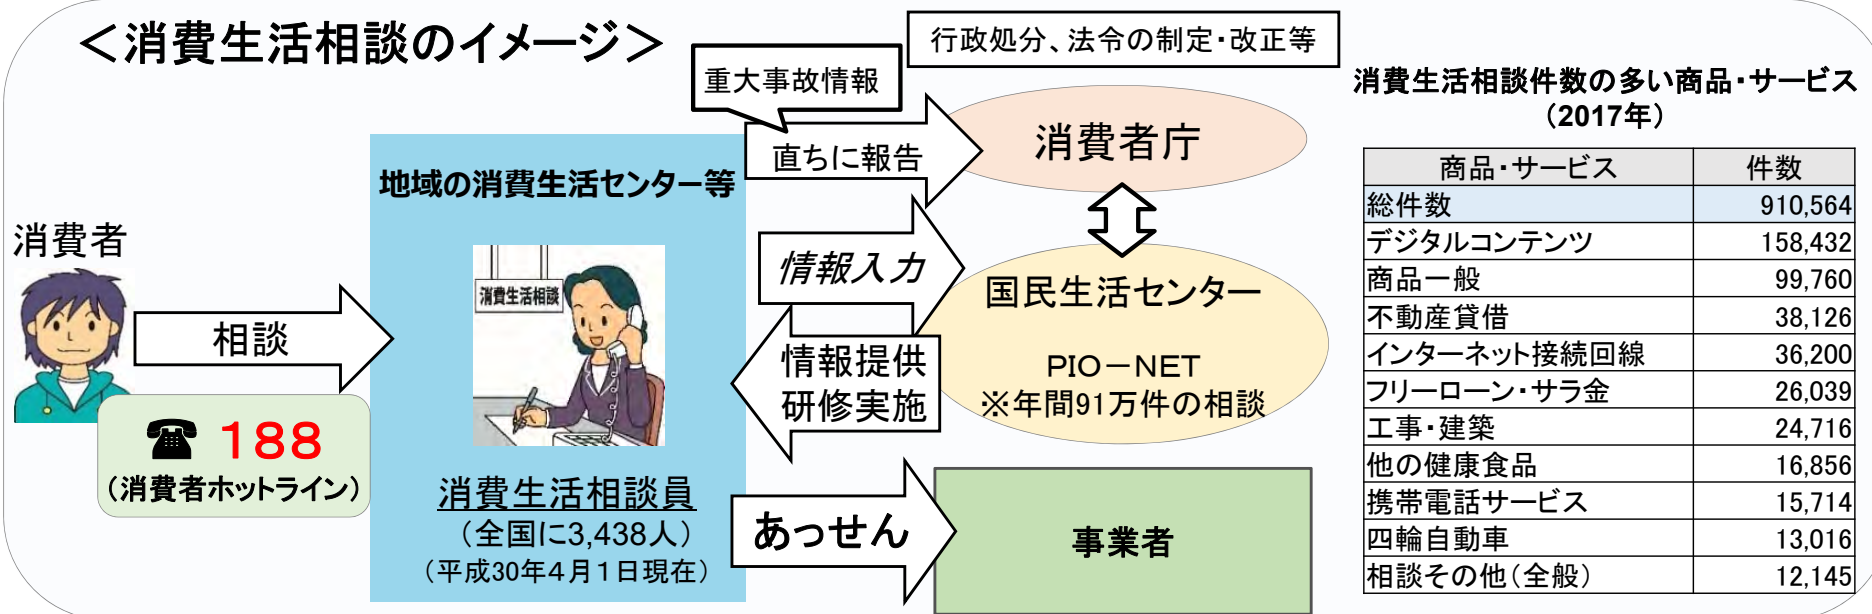 ＜消費生活相談のイメージ＞
行政処分、法令の制定・改正等
重大事故情報
直ちに報告
消費者庁
地域の消費生活センター等
消費者
相談
188
（消費者ホットライン）
消費生活相談
消費生活相談員
（全国に3,438人）
（平成30年４月１日現在）
情報入力
国民生活センター
PIO－NET
※年間91万件の相談
情報提供
研修実施
あっせん
事業者
消費生活相談件数の多い商品・サービス
（2017年）
商品・サービス 件数
総件数 910,564
デジタルコンテンツ 158,432
商品一般 99,760
不動産貸借 38,126
インターネット接続回線 36,200
フリーローン・サラ金 26,039
工事・建築 24,716
他の健康食品 16,856
携帯電話サービス 15,714
四輪自動車 13,016
相談その他（全般） 12,145